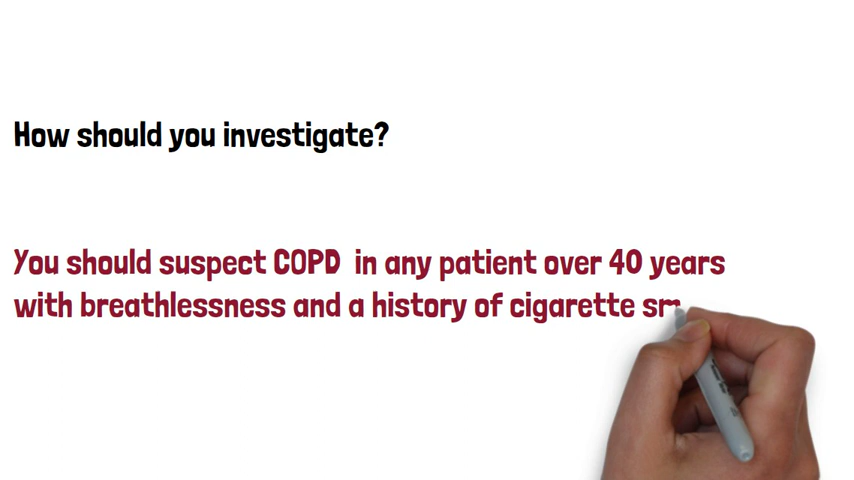 How should you investigate?
You should suspect COPD in any patient over 40 years
with breathlessness and a history of cigarette sm